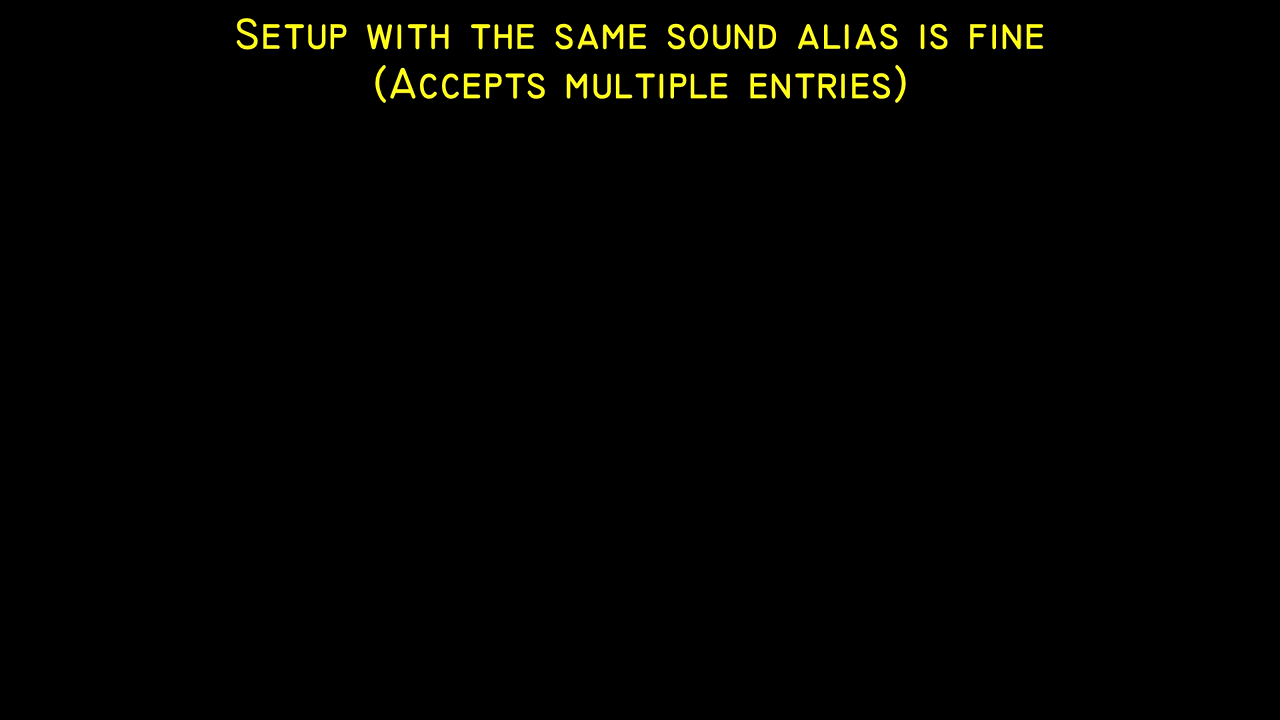 Setup with the same sound alias is fine
(Accepts multiple entries)